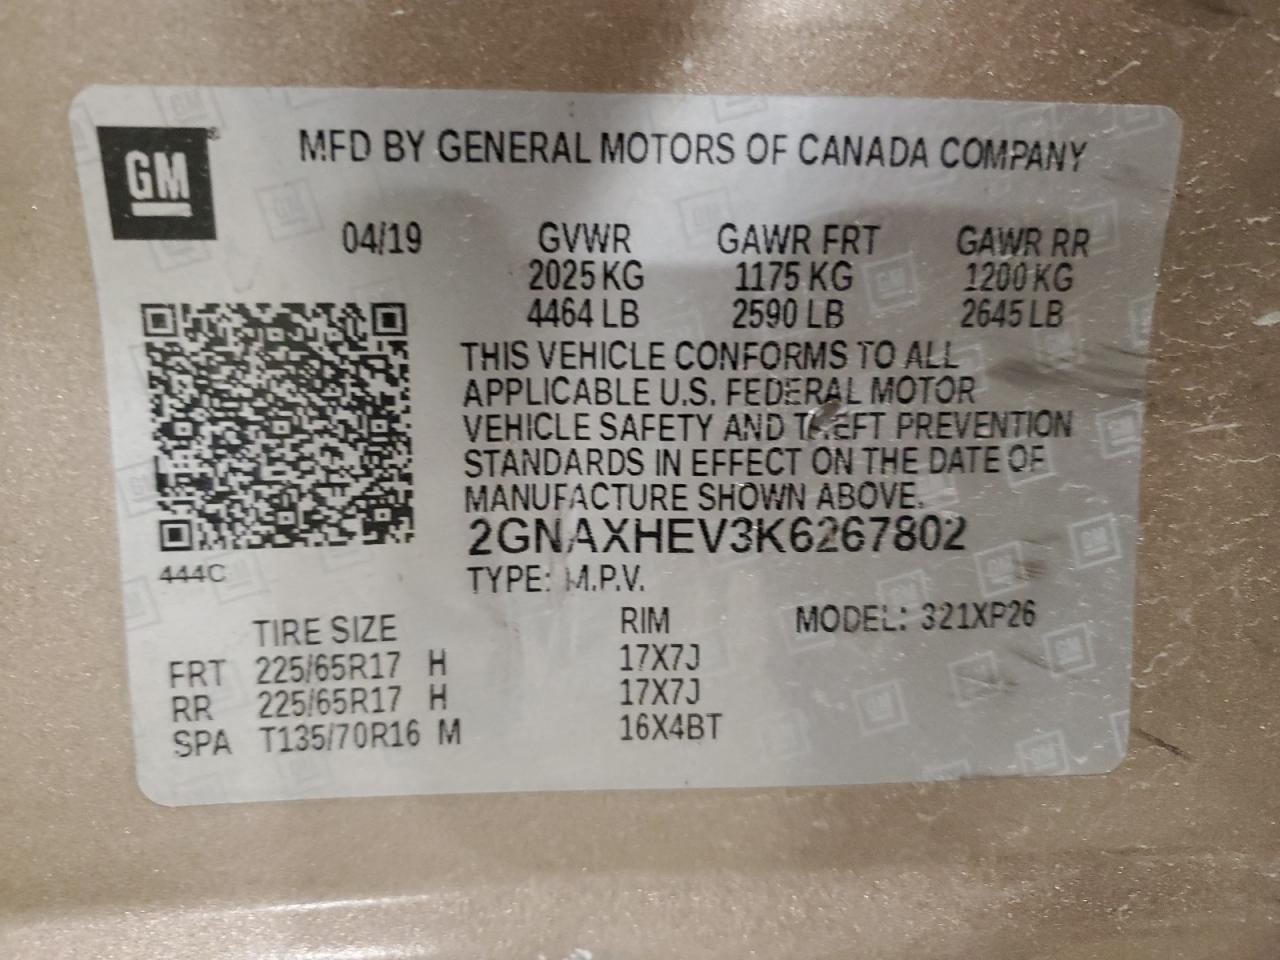 GM®
MFD BY GENERAL MOTORS OF CANADA COMPANY
04/19 GVWR GAWR FRT GAWR RR
2025 KG 1175 KG 1200 KG
4464 LB 2590 LB 2645 LB
THIS VEHICLE CONFORMS TO ALL
APPLICABLE U.S. FEDERAL MOTOR
VEHICLE SAFETY AND THEFT PREVENTION
STANDARDS IN EFFECT ON THE DATE OF
MANUFACTURE SHOWN ABOVE.
2GNAXHEV3K6267802
444C
TYPE: M.P.V.
TIRE SIZE RIM MODEL: 321XP26
FRT 225/65R17 H 17X7J
RR 225/65R17 H 17X7J
SPA T135/70R16 M 16X4BT